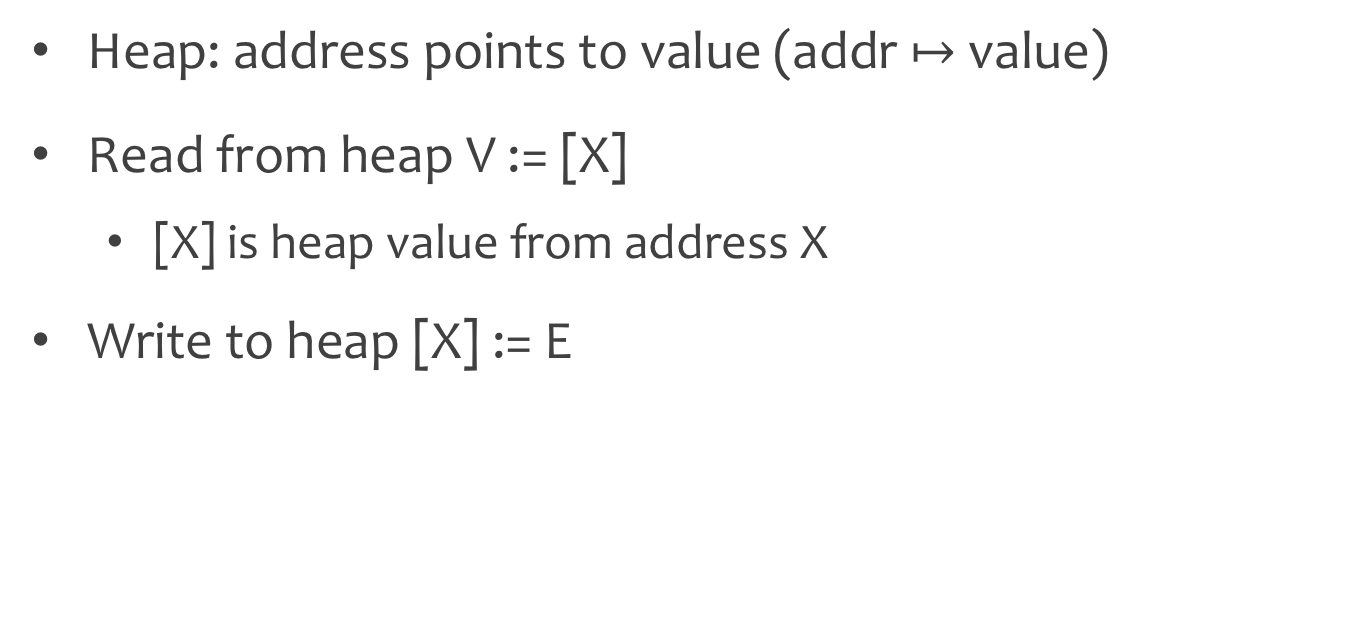 • Heap: address points to value (addr ↦ value)
• Read from heap V := [X]
• [X] is heap value from address X
• Write to heap [X] := E